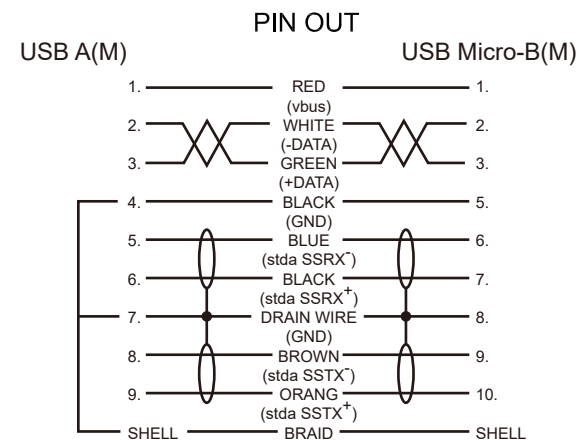 PIN OUT
USB A(M) USB Micro-B(M)
1. RED 1.
(vbus)
2. WHITE 2.
(-DATA)
3. GREEN 3.
(+DATA)
4. BLACK 5.
(GND)
5. BLUE 6.
(stda SSRX-)
6. BLACK 7.
(stda SSRX+)
7. DRAIN WIRE 8.
(GND)
8. BROWN 9.
(stda SSTX-)
9. ORANG 10.
(stda SSTX+)
SHELL BRAID SHELL